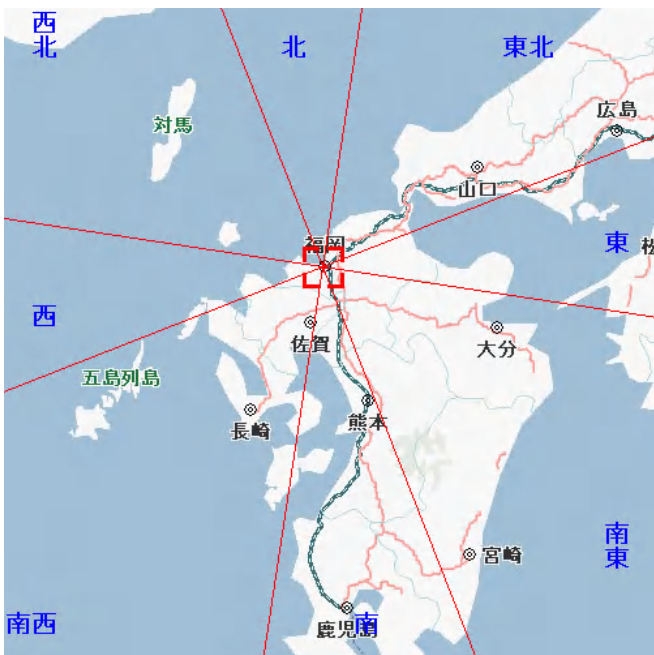 西
北
北
東北
対馬
広島
山口
福岡
東
松
西
佐賀
大分
五島列島
長崎
熊本
南
東
宮崎
南西
鹿児島
南